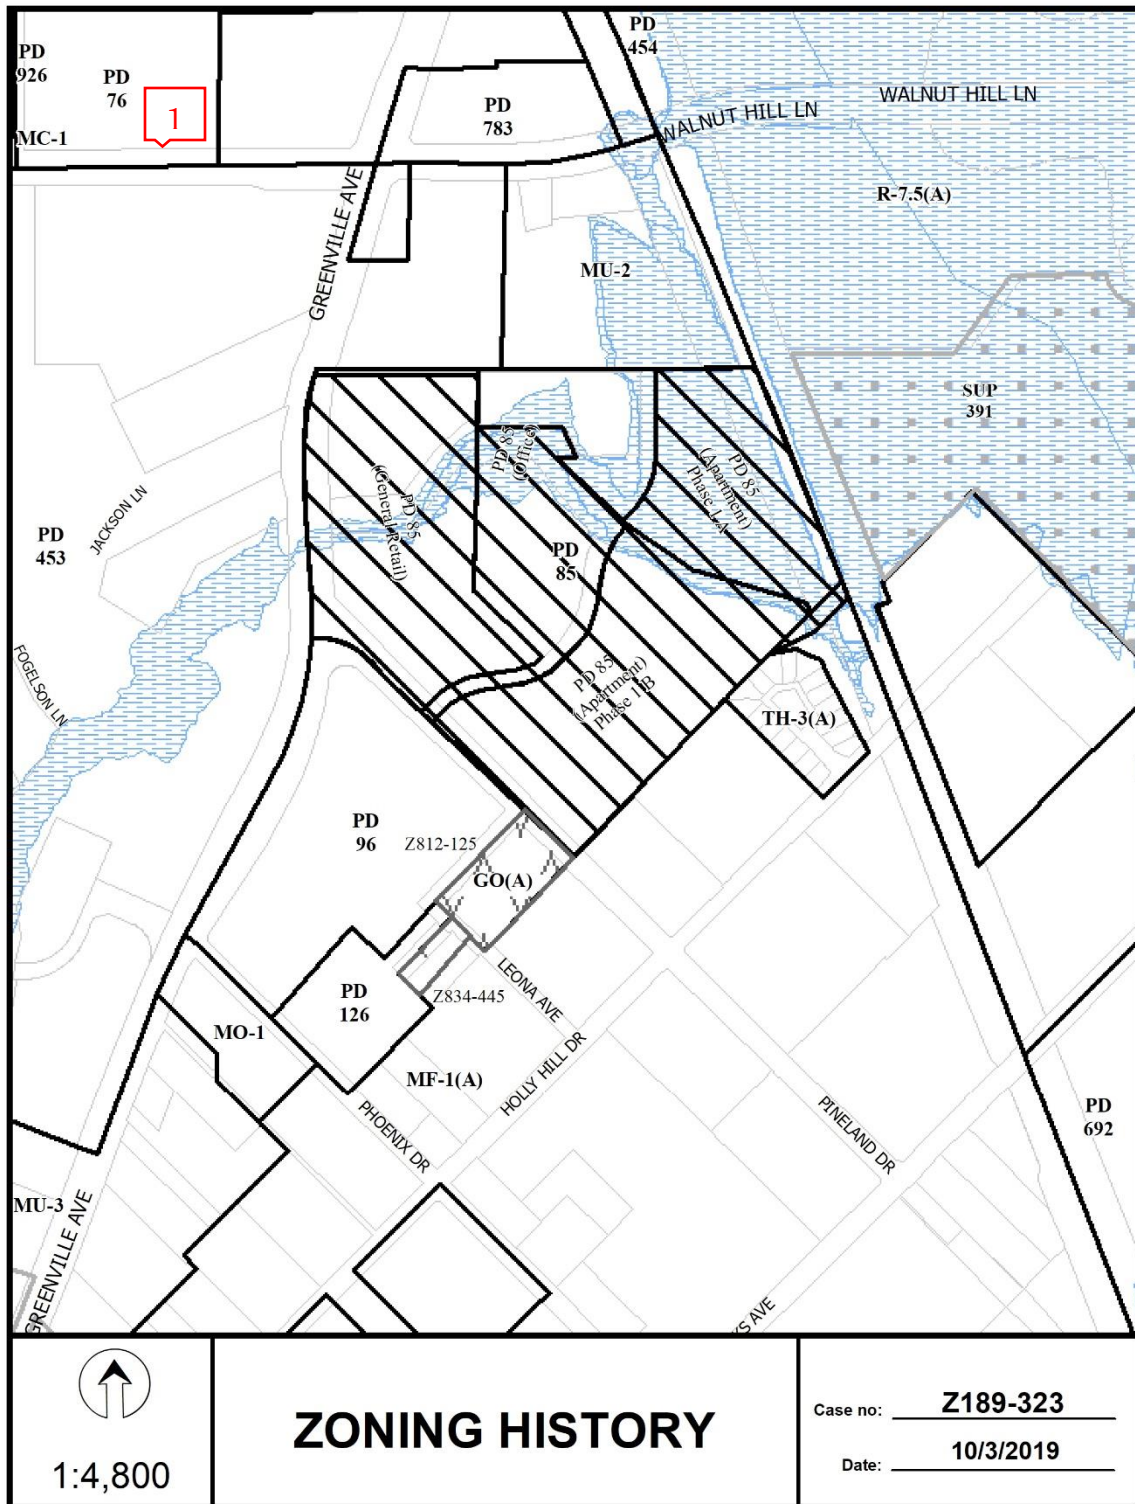 PD
454
PD
926
PD
76
1
PD
783
MC-1
WALNUT HILL LN
WALNUT HILL LN
R-7.5(A)
GREENVILLE AVE
MU-2
SUP
391
PD 85
(Office)
PD 85
(Apartment)
Phase 1-A
PD 85
(General Retail)
PD
453
JACKSON LN
PD
85
FOGELSON LN
PD 85
(Apartment)
Phase 11B
TH-3(A)
PD
96
Z812-125
GO(A)
LEONA AVE
PD
126
Z834-445
MO-1
HOLLY HILL DR
MF-1(A)
PHOENIX DR
PINELAND DR
PD
692
MU-3
GREENVILLE AVE
KS AVE
1:4,800
ZONING HISTORY
Case no: Z189-323
Date: 10/3/2019